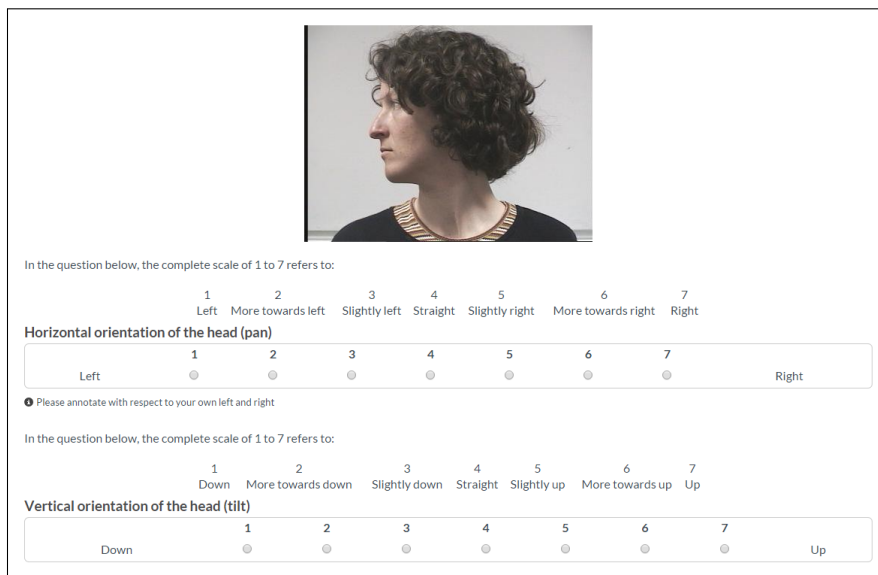 In the question below, the complete scale of 1 to 7 refers to:
1 2 3 4 5 6 7
Left More towards left Slightly left Straight Slightly right More towards right Right
Horizontal orientation of the head (pan)
1 2 3 4 5 6 7
Left Right
Please annotate with respect to your own left and right
In the question below, the complete scale of 1 to 7 refers to:
1 2 3 4 5 6 7
Down More towards down Slightly down Straight Slightly up More towards up Up
Vertical orientation of the head (tilt)
1 2 3 4 5 6 7
Down Up